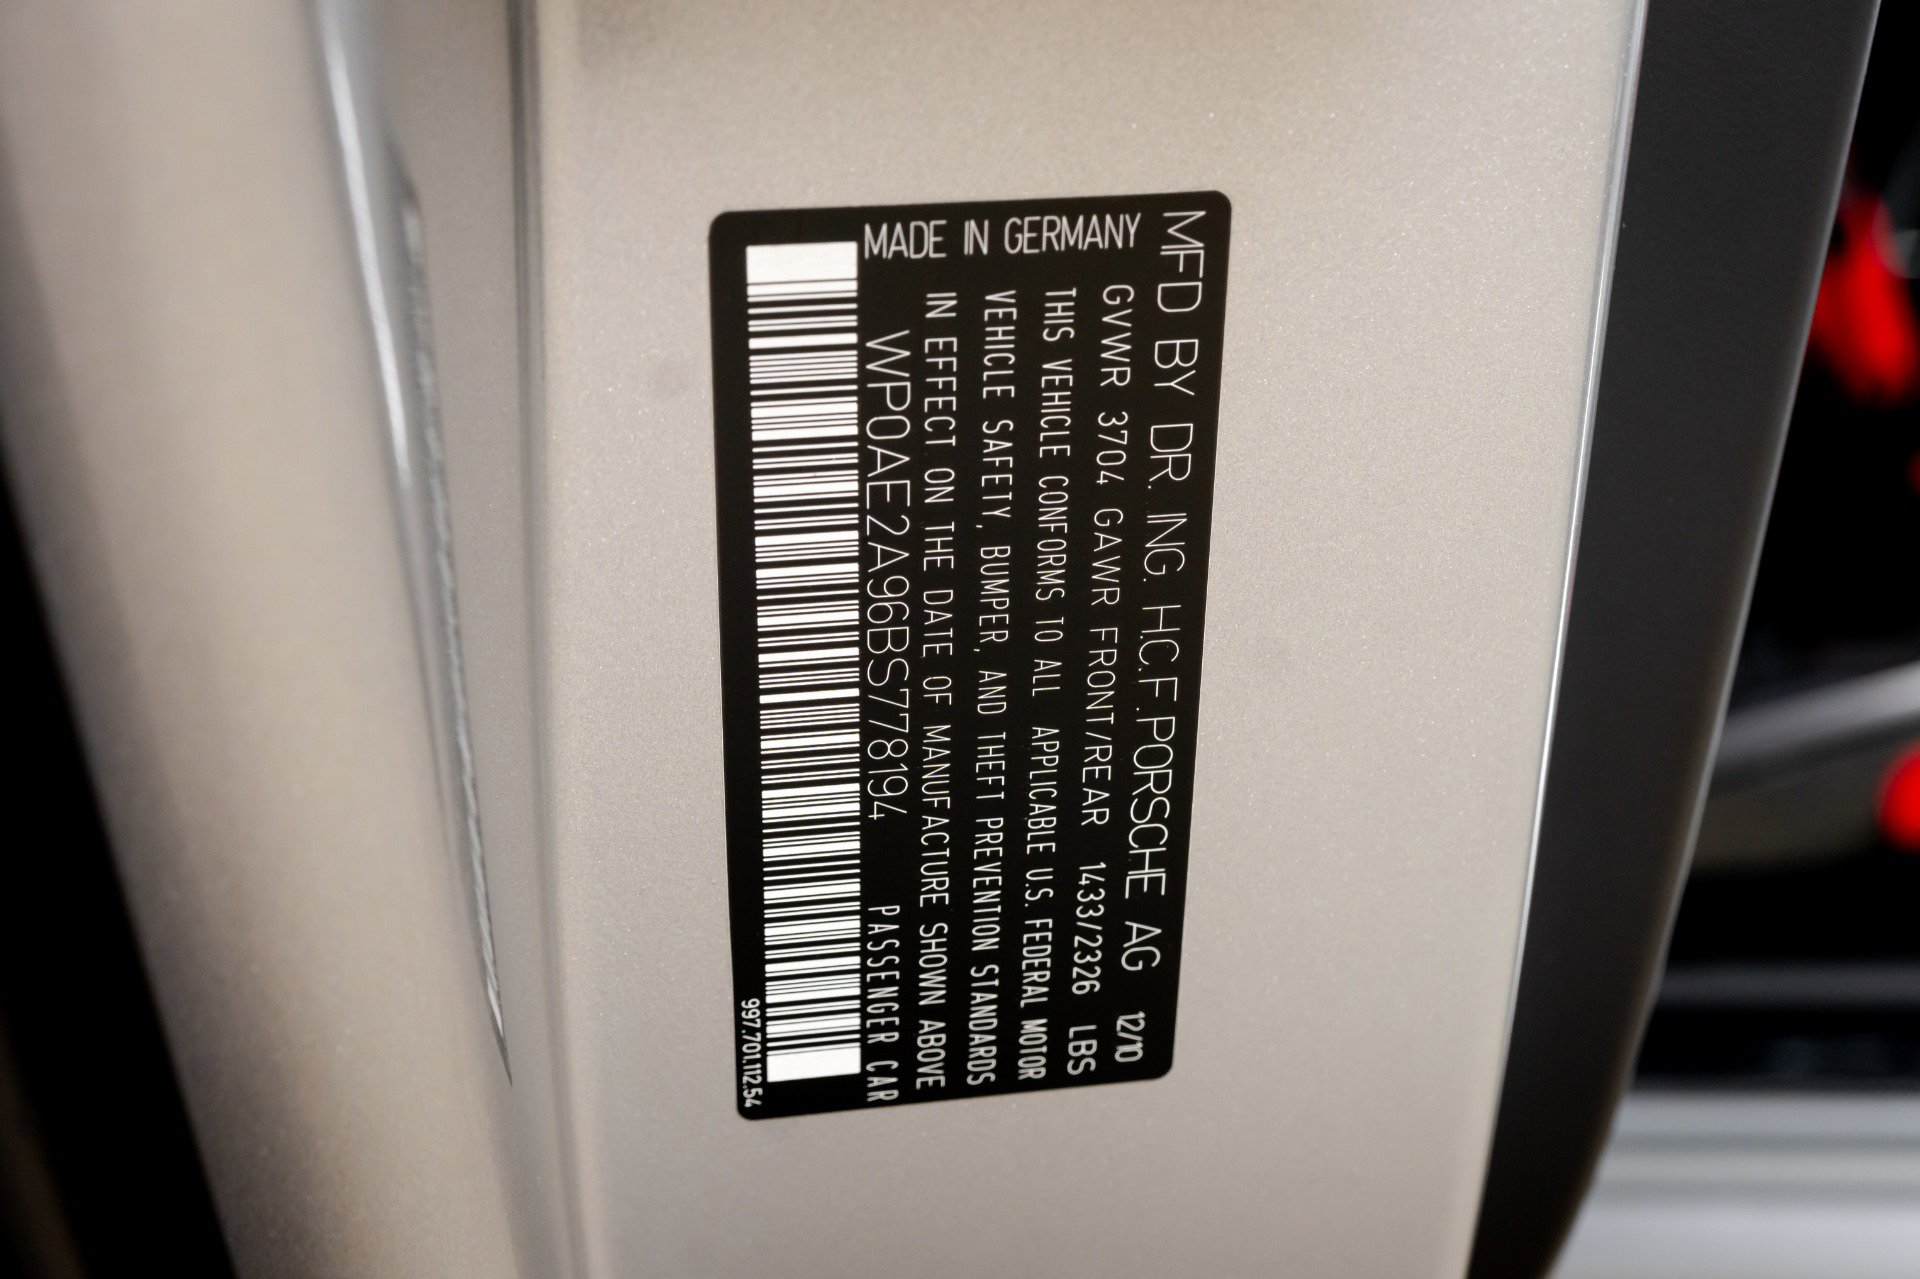 MFD BY DR. ING. H.C.F.PORSCHE AG 12/10
GVWR 3704 GAWR FRONT/REAR 1433/2326 LBS
THIS VEHICLE CONFORMS TO ALL APPLICABLE U.S. FEDERAL MOTOR
VEHICLE SAFETY, BUMPER, AND THEFT PREVENTION STANDARDS
IN EFFECT ON THE DATE OF MANUFACTURE SHOWN ABOVE
WP0AE2A96BS778194 PASSENGER CAR
MADE IN GERMANY
997.701.112.54